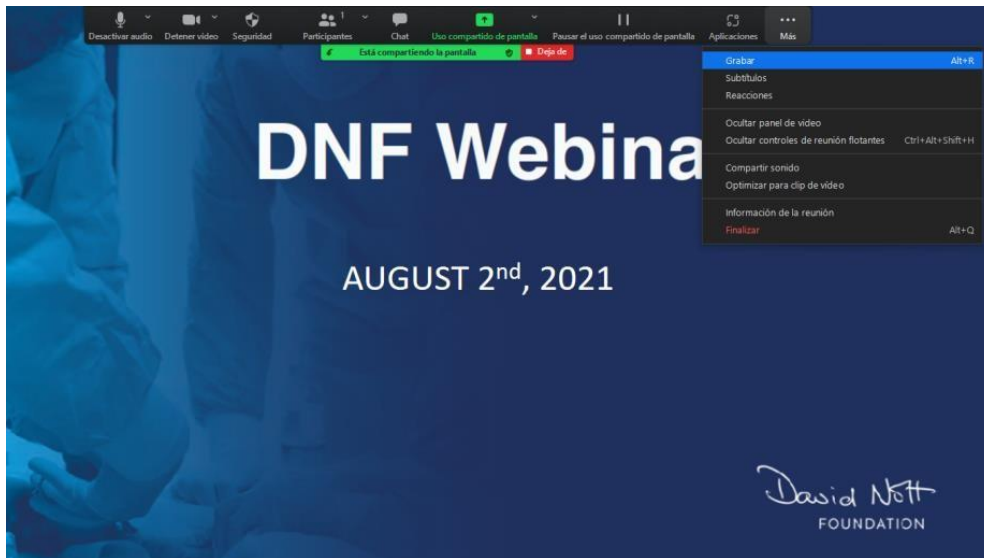 Desactivar audio Detener vídeo Seguridad Participantes 1 Chat Uso compartido de pantalla Pausar el uso compartido de pantalla Aplicaciones Más
Está compartiendo la pantalla Deja de
Grabar Alt+R
Subtítulos
Reacciones
Ocultar panel de vídeo
Ocultar controles de reunión flotantes Ctrl+Alt+Shift+H
Compartir sonido
Optimizar para clip de vídeo
Información de la reunión
Finalizar Alt+Q
DNF Webina
AUGUST 2nd, 2021
David Nott
FOUNDATION